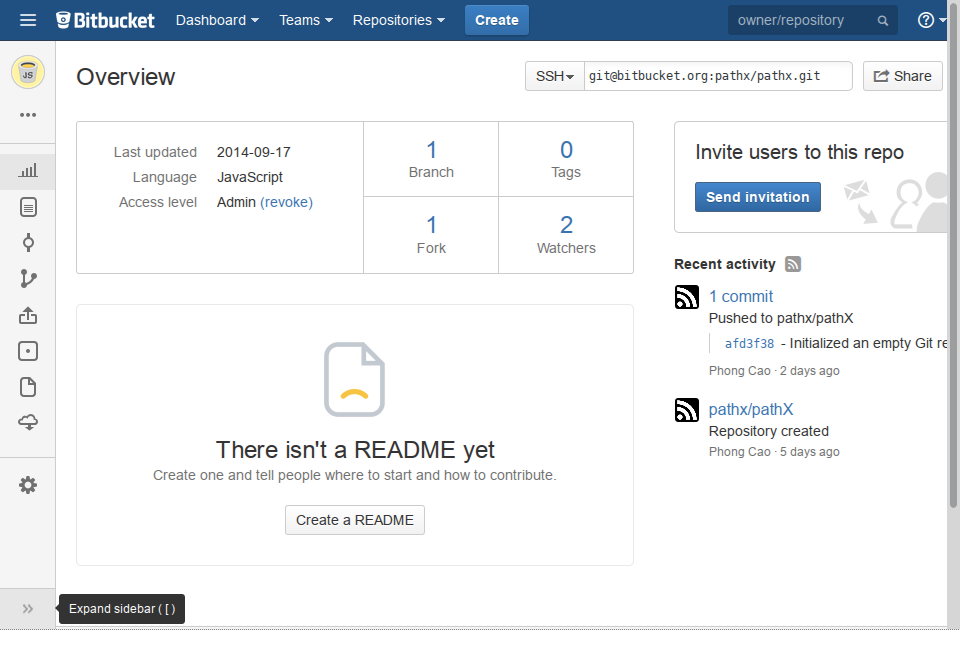 Bitbucket Dashboard Teams Repositories Create owner/repository ?
JS
Overview
SSH git@bitbucket.org:pathx/pathx.git Share
Last updated 2014-09-17
Language JavaScript
Access level Admin (revoke)
1
Branch
0
Tags
1
Fork
2
Watchers
There isn't a README yet
Create one and tell people where to start and how to contribute.
Create a README
Invite users to this repo
Send invitation
Recent activity
1 commit
Pushed to pathx/pathX
afd3f38 - Initialized an empty Git re
Phong Cao · 2 days ago
pathx/pathX
Repository created
Phong Cao · 5 days ago
Expand sidebar ( [ )